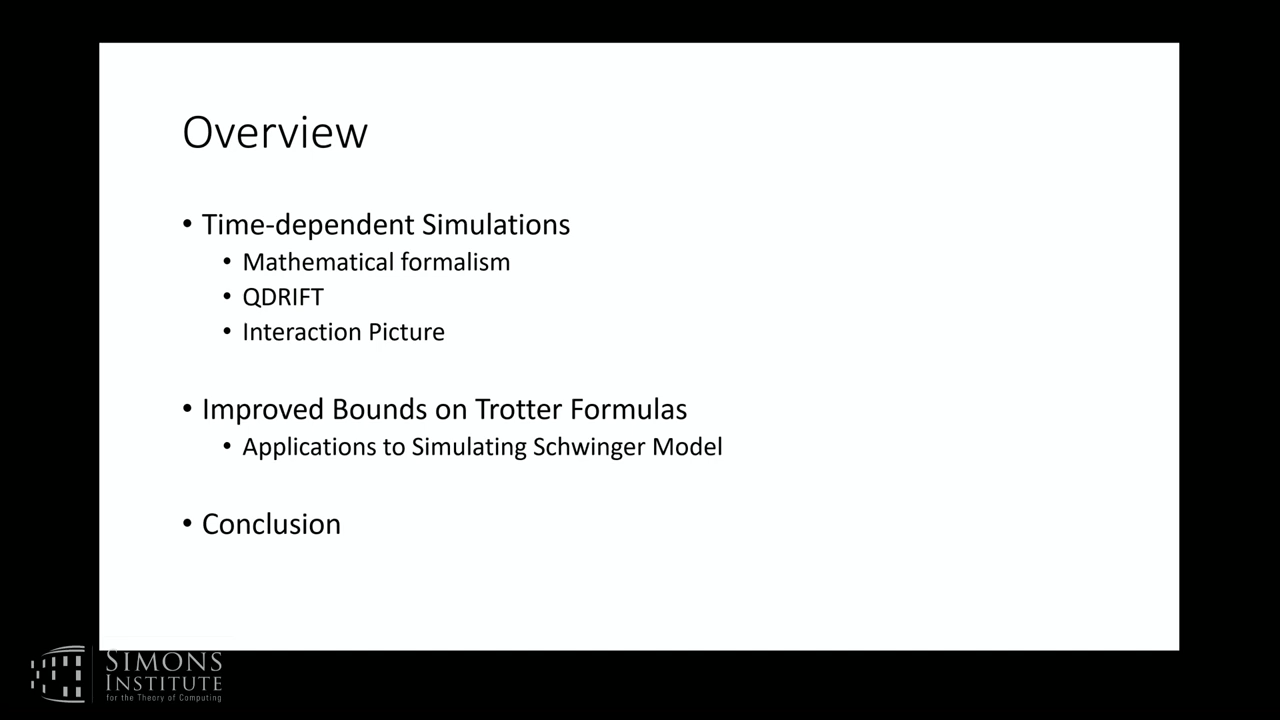 Overview
• Time-dependent Simulations
• Mathematical formalism
• QDRIFT
• Interaction Picture
• Improved Bounds on Trotter Formulas
• Applications to Simulating Schwinger Model
• Conclusion
SIMONS
INSTITUTE
for the Theory of Computing